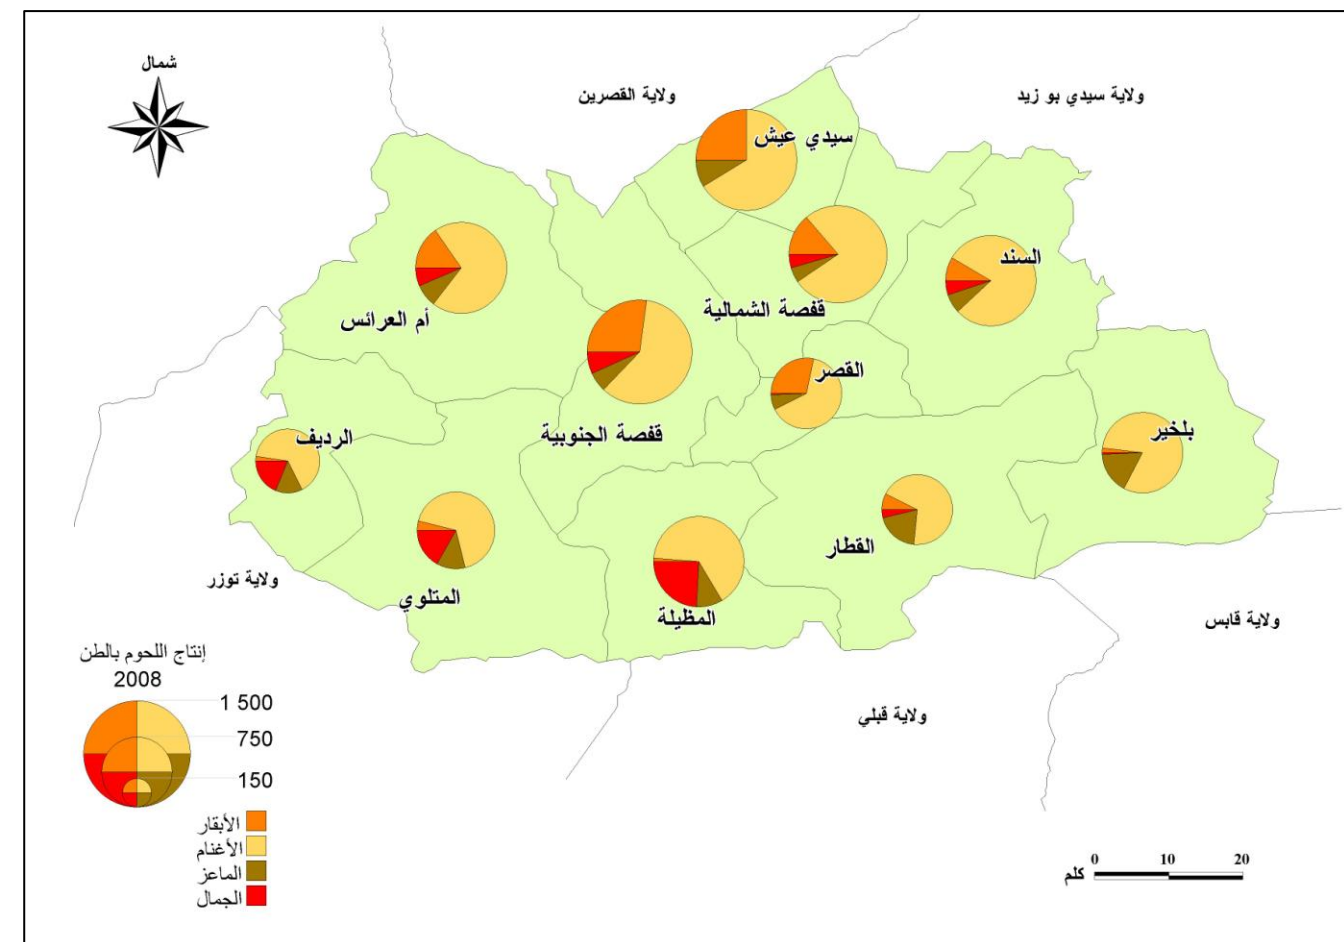 شمال
ولاية القصرين
ولاية سيدي بو زيد
سيدي عيش
السند
قفصة الشمالية
أم العرائس
القصر
قفصة الجنوبية
الرديف
بلخير
القطار
المتلوي
المظيلة
ولاية توزر
ولاية قابس
ولاية قبلي
إنتاج اللحوم بالطن
2008
1 500
750
150
الأبقار
الأغنام
الماعز
الجمال
0 10 20
كلم